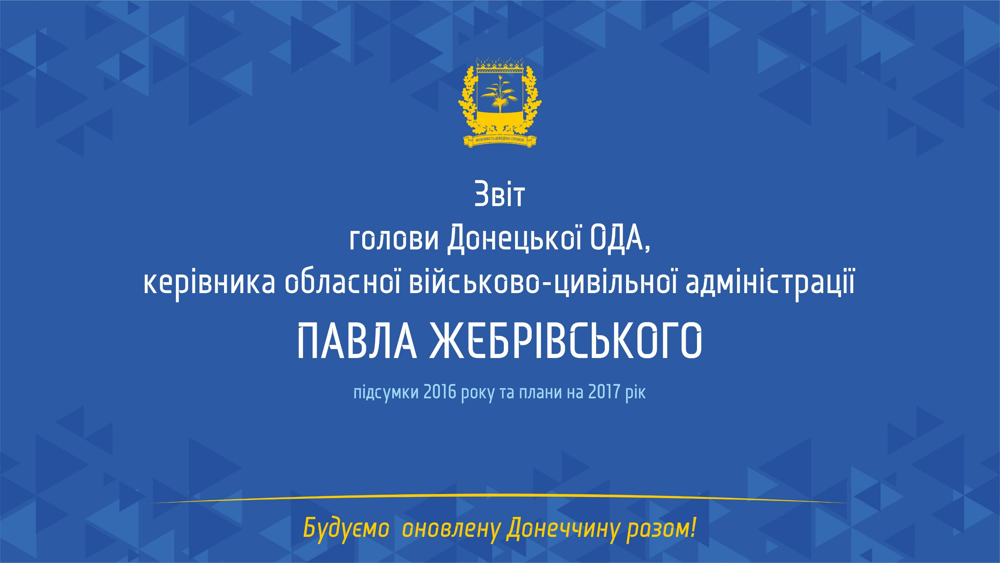 МОЖЛИВІСТЬ ДОВЕДЕНА СПРАВОЮ
Звіт
голови Донецької ОДА,
керівника обласної військово-цивільної адміністрації
ПАВЛА ЖЕБРІВСЬКОГО
підсумки 2016 року та плани на 2017 рік
Будуємо оновлену Донеччину разом!